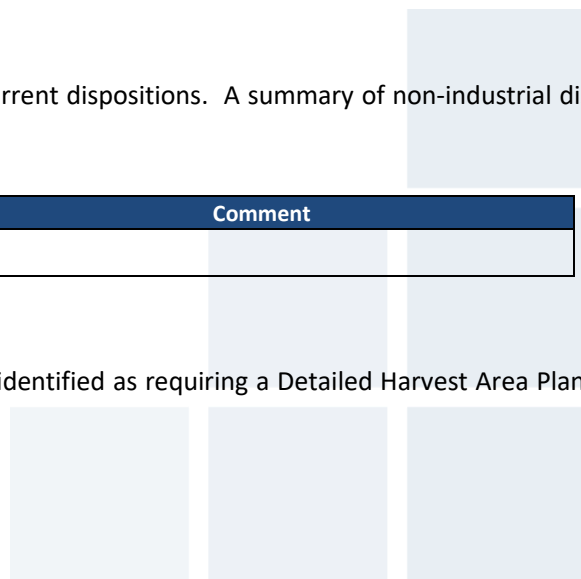 rrent dispositions. A summary of non-industrial di
Comment
identified as requiring a Detailed Harvest Area Plan